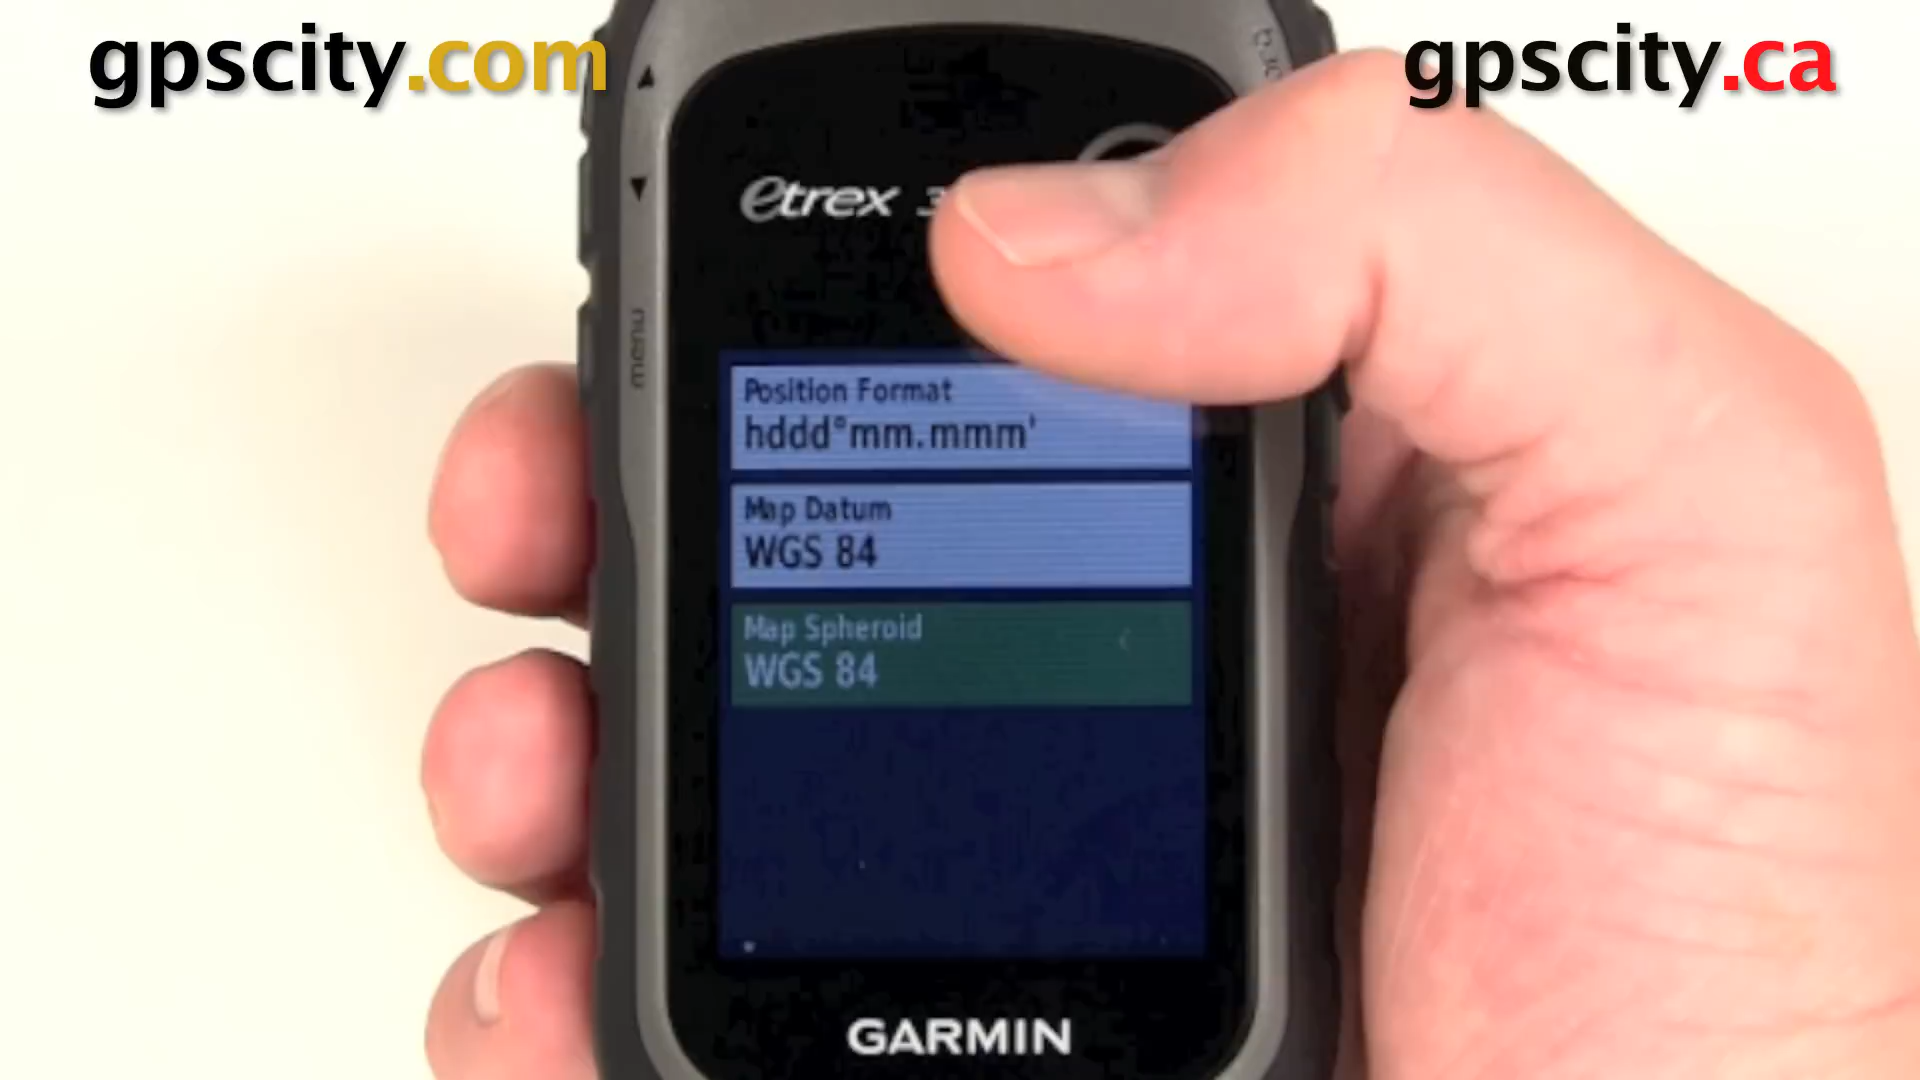 gpscity.com
gpscity.ca
etrex
menu
Position Format
hddd°mm.mmm'
Map Datum
WGS 84
Map Spheroid
WGS 84
GARMIN